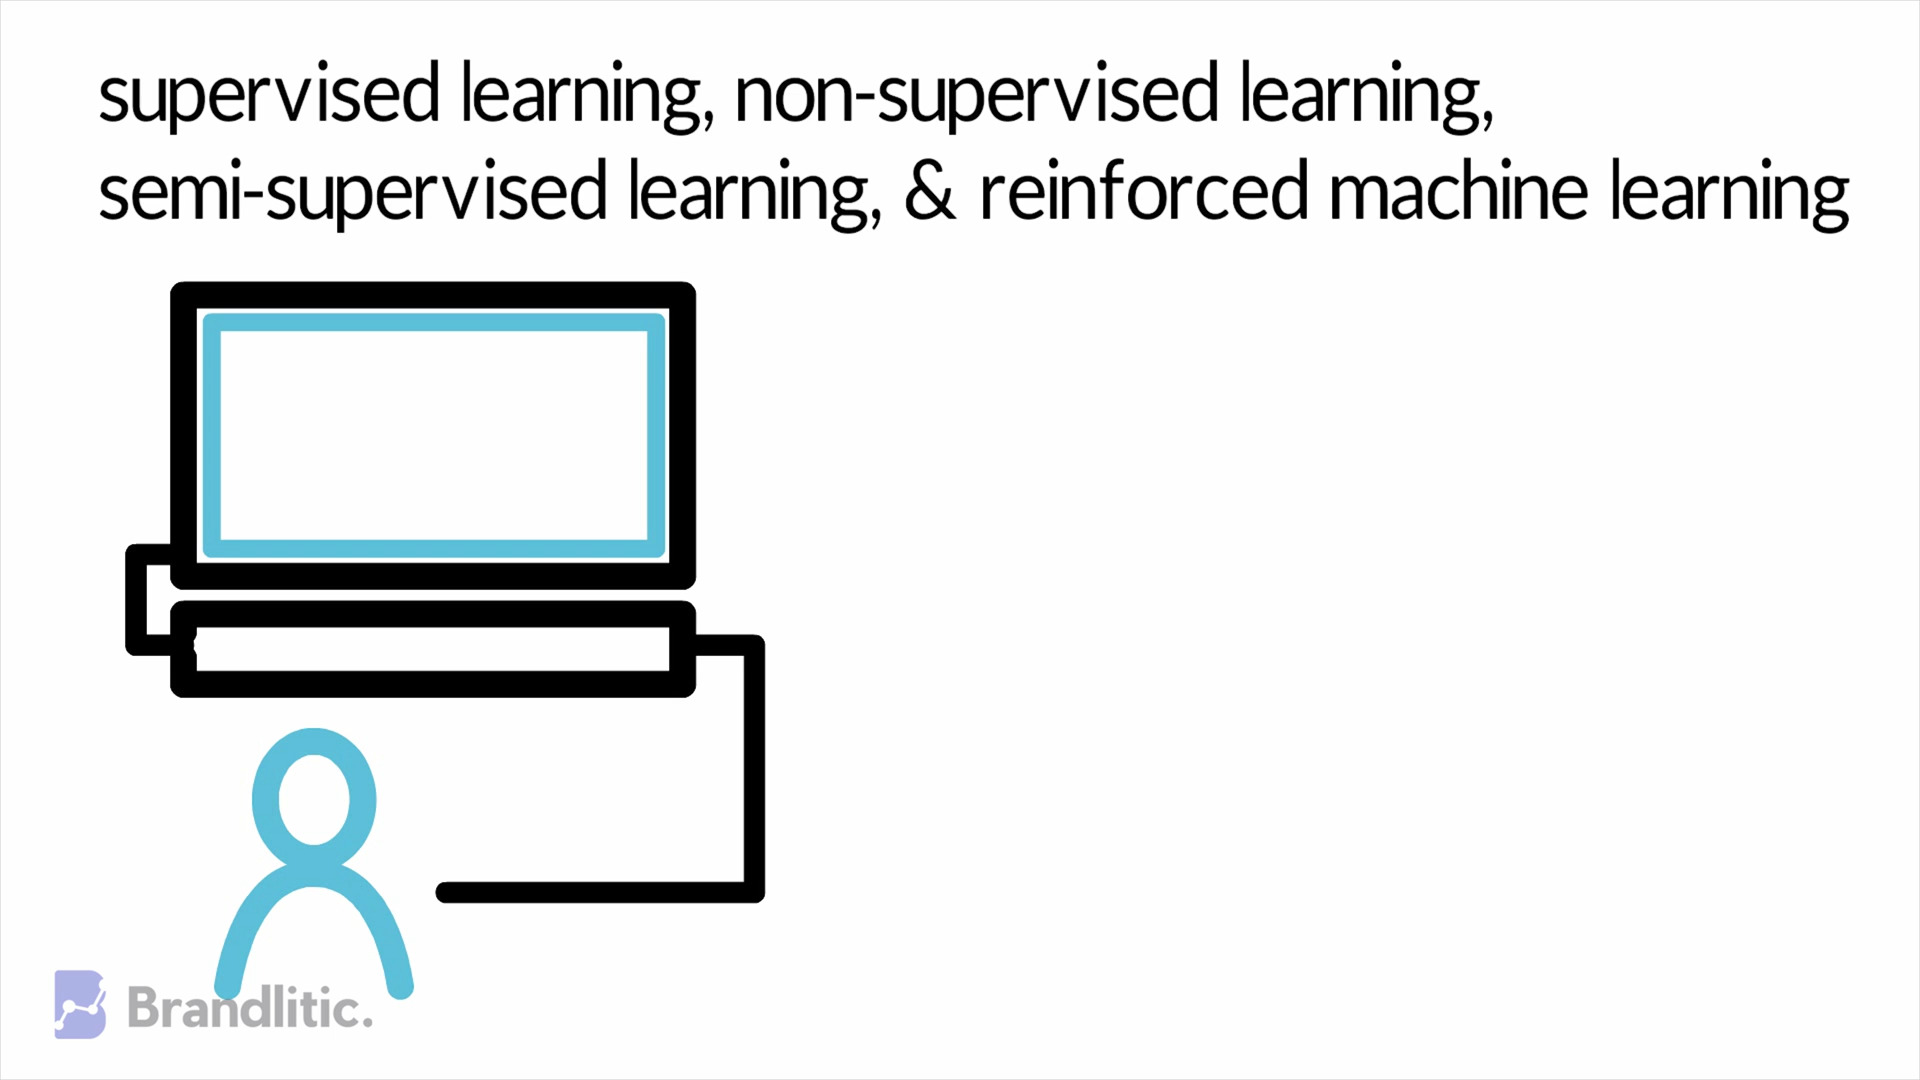 supervised learning, non-supervised learning,
semi-supervised learning, & reinforced machine learning
Brandlitic.